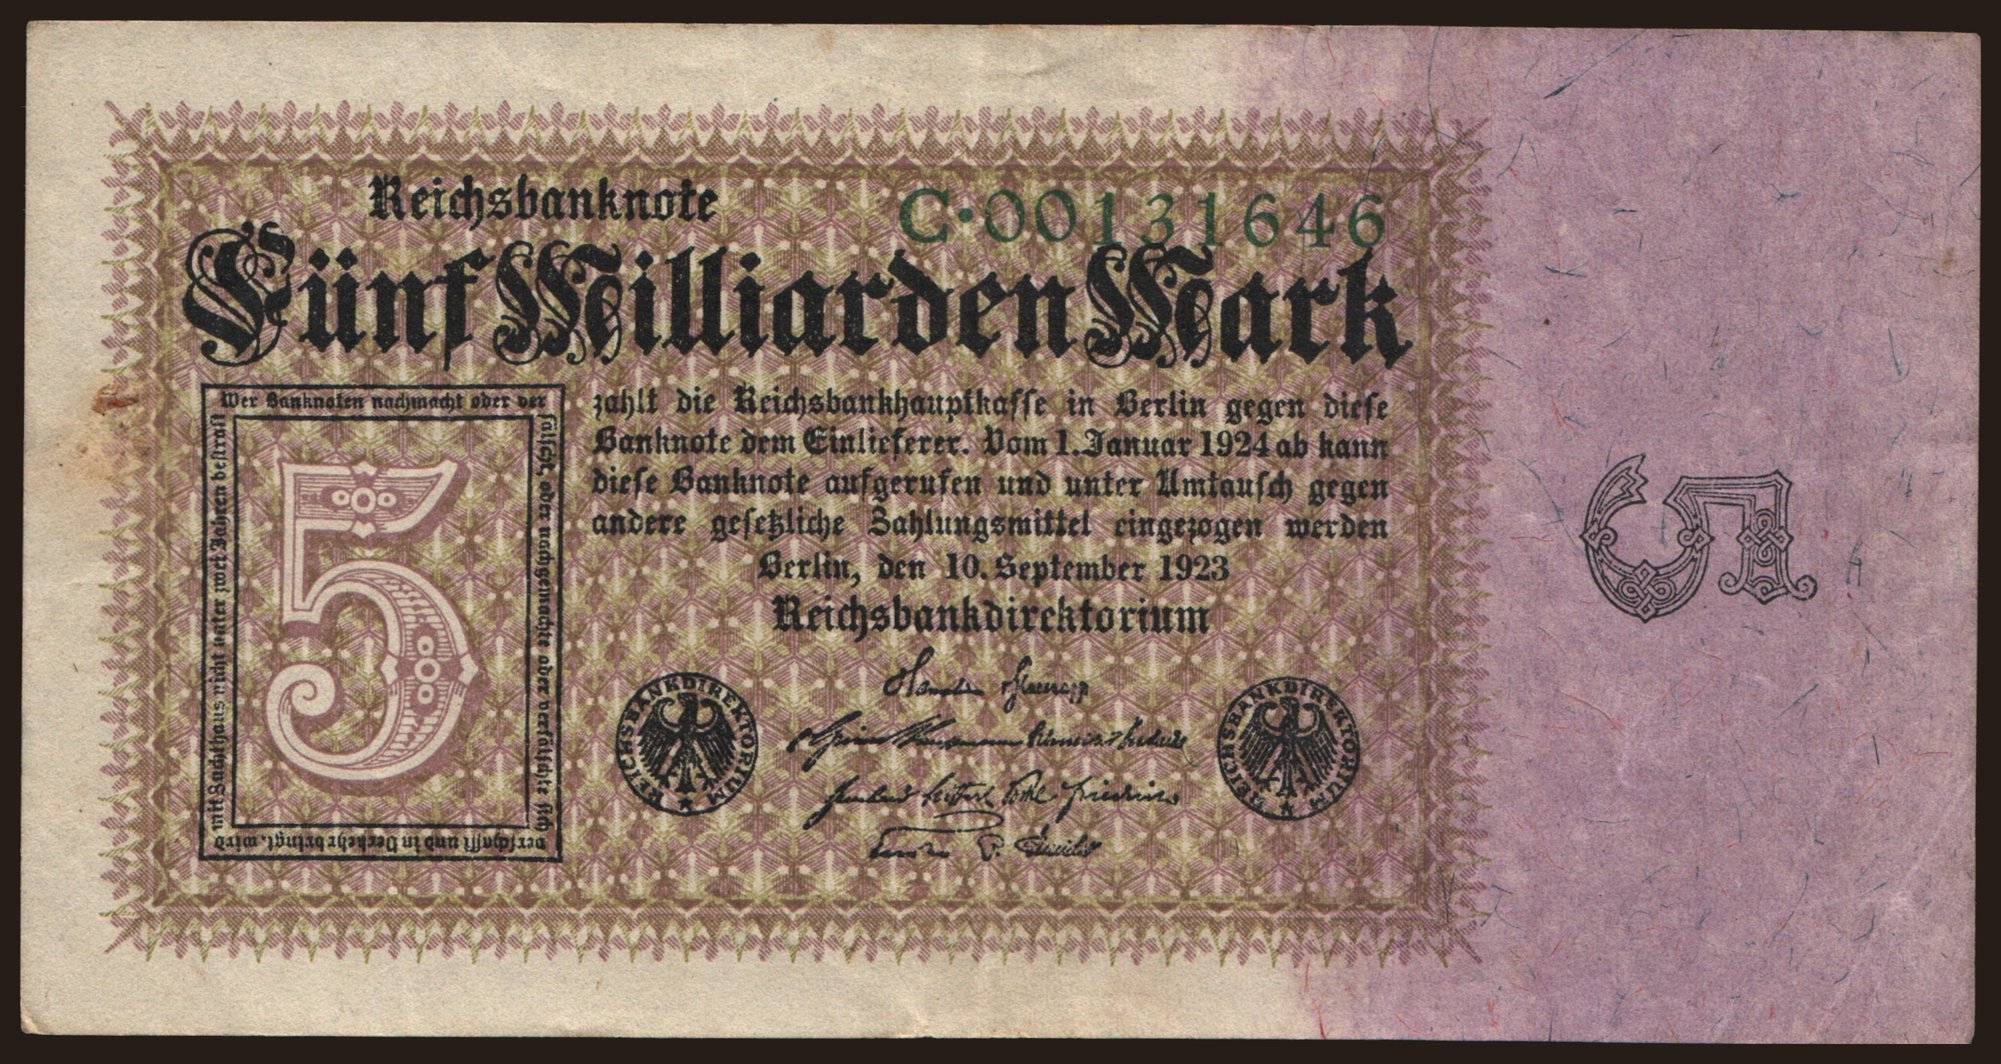 Reichsbanknote
C·00131646
Fünf Milliarden Mark
zahlt die Reichsbankhauptkasse in Berlin gegen diese
Banknote dem Einlieferer. Vom 1. Januar 1924 ab kann
diese Banknote aufgerufen und unter Umtausch gegen
andere gesetzliche Zahlungsmittel eingezogen werden
Berlin, den 10. September 1923
Reichsbankdirektorium
Wer Banknoten nachmacht oder ver
fälscht, oder nachgemachte oder verfälschte sich
verschafft und in Verkehr bringt, wird
mit Zuchthaus nicht unter zwei Jahren bestraft
5
REICHSBANKDIREKTORIUM
REICHSBANKDIREKTORIUM
5